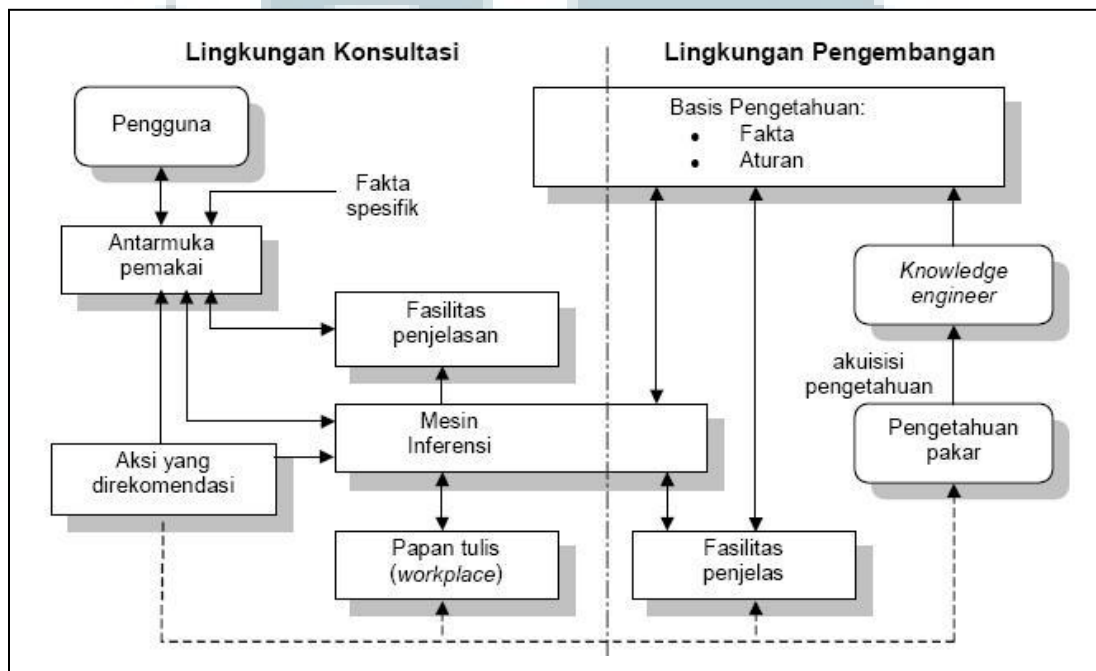 Lingkungan Konsultasi
Lingkungan Pengembangan
Pengguna
Fakta
spesifik
Basis Pengetahuan:
• Fakta
• Aturan
Antarmuka
pemakai
Knowledge
engineer
Fasilitas
penjelasan
akuisisi
pengetahuan
Mesin
Inferensi
Pengetahuan
pakar
Aksi yang
direkomendasi
Papan tulis
(workplace)
Fasilitas
penjelas